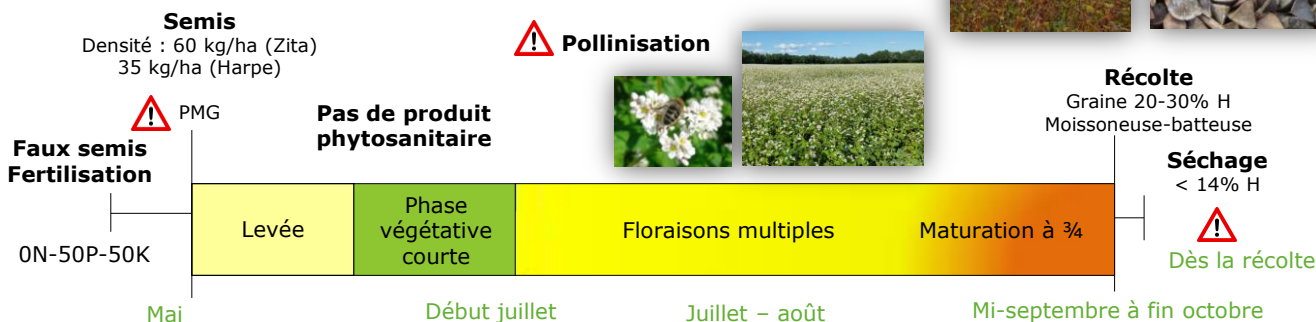 Semis
Densité : 60 kg/ha (Zita)
35 kg/ha (Harpe)
PMG
Faux semis
Fertilisation
0N-50P-50K
Pas de produit
phytosanitaire
Pollinisation
Récolte
Graine 20-30% H
Moissoneuse-batteuse
Séchage
< 14% H
Dès la récolte
Levée
Phase
végétative
courte
Floraisons multiples
Maturation à ¾
Mai
Début juillet
Juillet – août
Mi-septembre à fin octobre